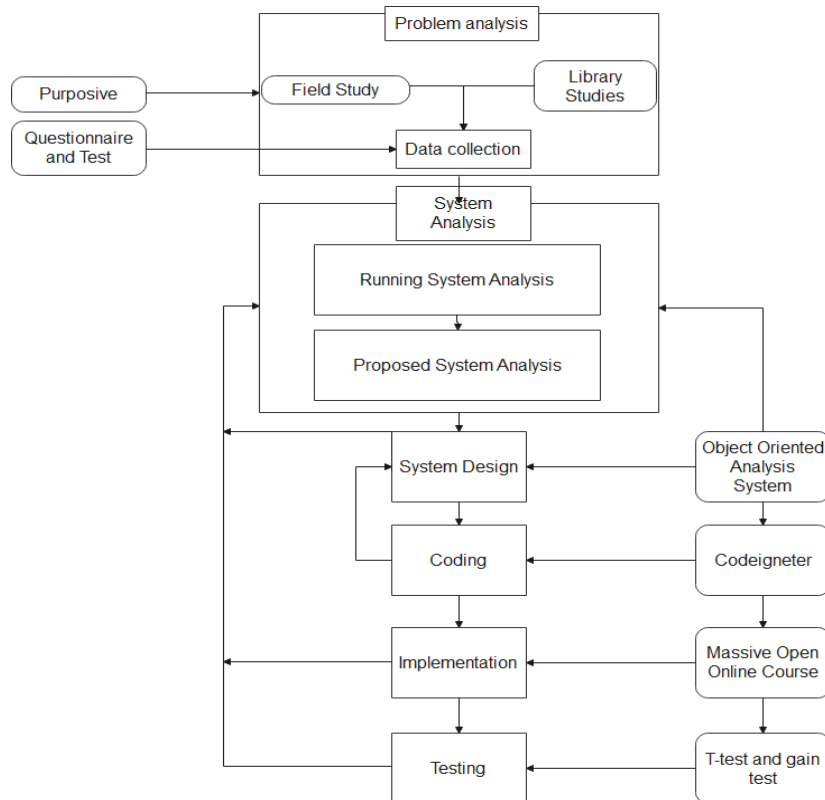 Problem analysis
Purposive
Field Study
Library
Studies
Questionnaire
and Test
Data collection
System
Analysis
Running System Analysis
Proposed System Analysis
System Design
Object Oriented
Analysis
System
Coding
Codeigneter
Implementation
Massive Open
Online Course
Testing
T-test and gain
test